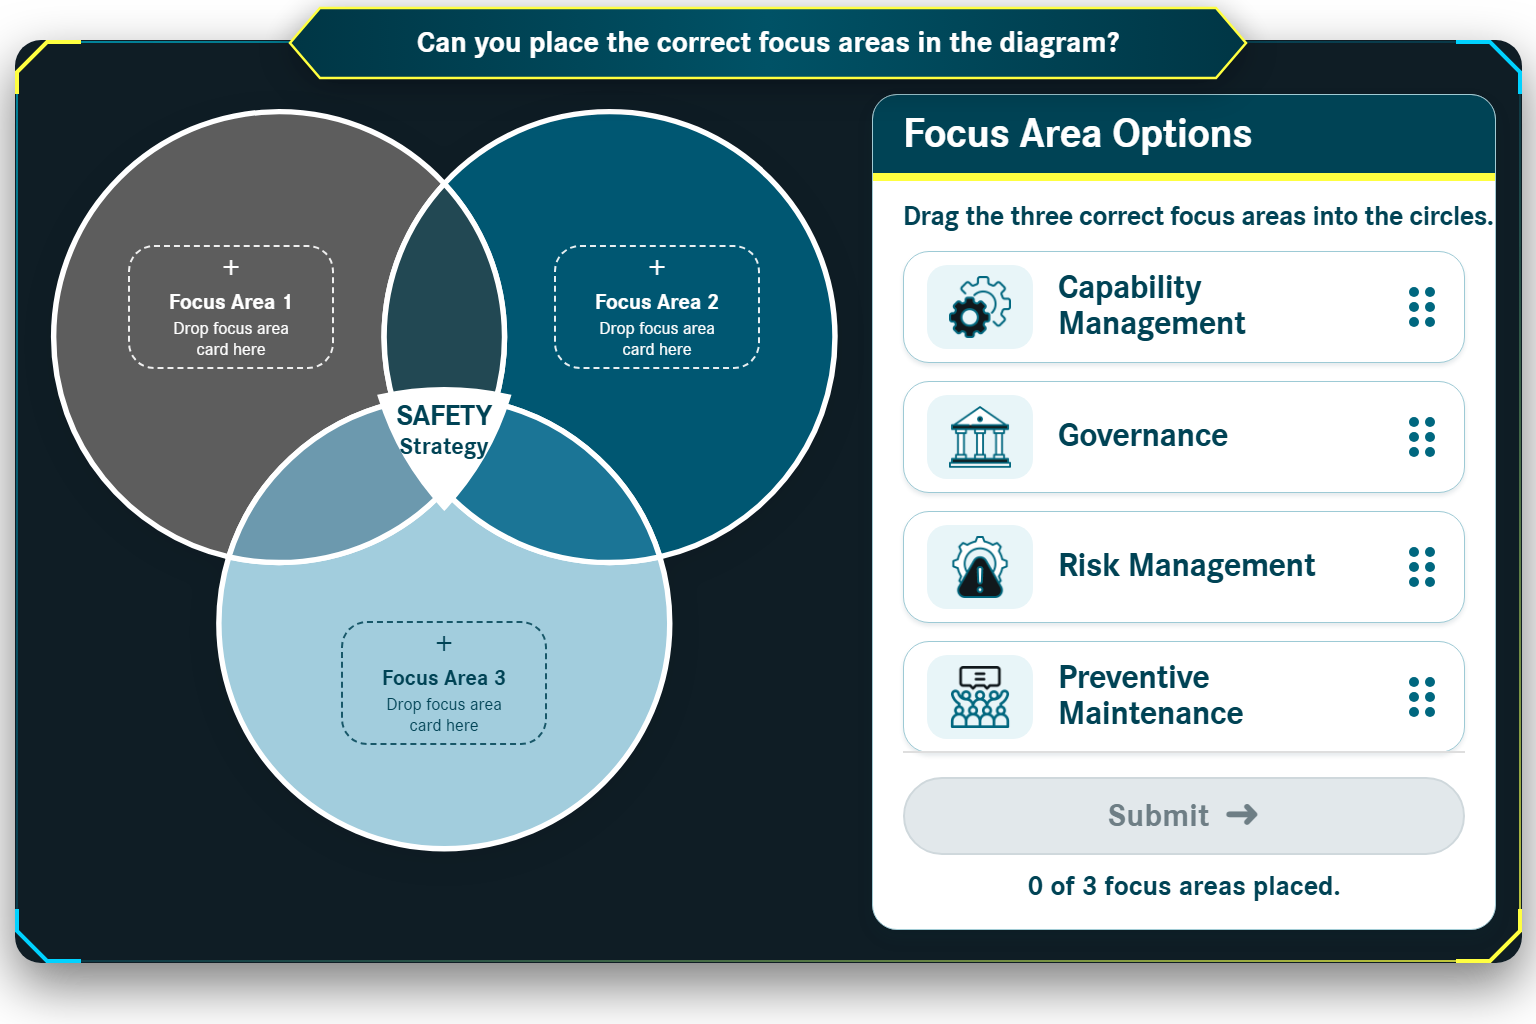 Can you place the correct focus areas in the diagram?
+
Focus Area 1
Drop focus area
card here
+
Focus Area 2
Drop focus area
card here
SAFETY
Strategy
+
Focus Area 3
Drop focus area
card here
Focus Area Options
Drag the three correct focus areas into the circles.
Capability
Management
Governance
Risk Management
Preventive
Maintenance
Submit →
0 of 3 focus areas placed.